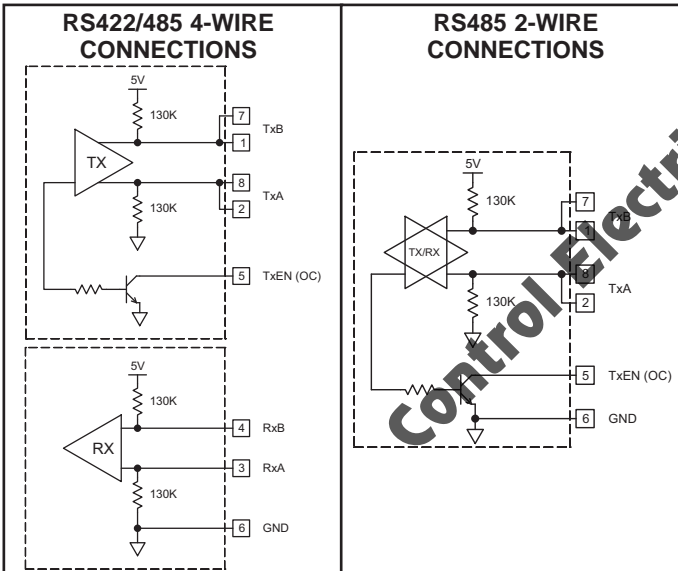 RS422/485 4-WIRE
CONNECTIONS
5V
130K
7
TxB
1
TX
8
TxA
130K
2
5
TxEN (OC)
5V
130K
4
RxB
RX
3
RxA
130K
6
GND
RS485 2-WIRE
CONNECTIONS
5V
130K
7
TxB
1
TX/RX
8
TxA
130K
2
5
TxEN (OC)
6
GND
Control Electri